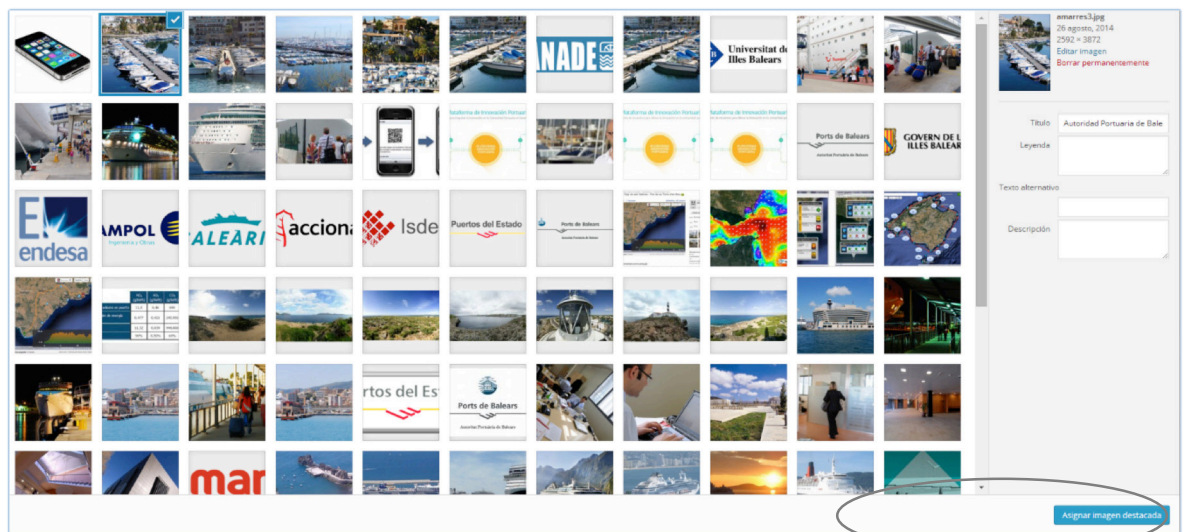 amarres3.jpg
26 agosto, 2014
2592 × 3872
Editar imagen
Borrar permanentemente
NADE
Universitat de
Illes Balears
Título Autoridad Portuaria de Bale
Leyenda
Ports de Balears
GOVERN DE L
ILLES BALEAR
Texto alternativo
endesa
AMPOL
Ingeniería y Obras
ALEÀRI
acciona
Isde
Puertos del Estado
Ports de Balears
Descripción
rtos del Es
Ports de Balears
Autoritat Portuària de Balears
mar
Asignar imagen destacada